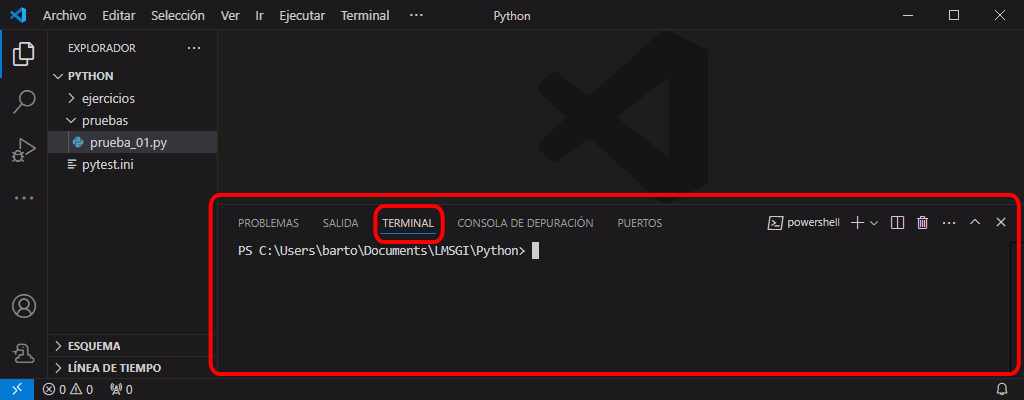 Archivo Editar Selección Ver Ir Ejecutar Terminal ··· Python
EXPLORADOR ···
PYTHON
ejercicios
pruebas
prueba_01.py
pytest.ini
PROBLEMAS SALIDA TERMINAL CONSOLA DE DEPURACIÓN PUERTOS powershell ···
PS C:\Users\barto\Documents\LMSGI\Python>
ESQUEMA
LÍNEA DE TIEMPO
0 0 0